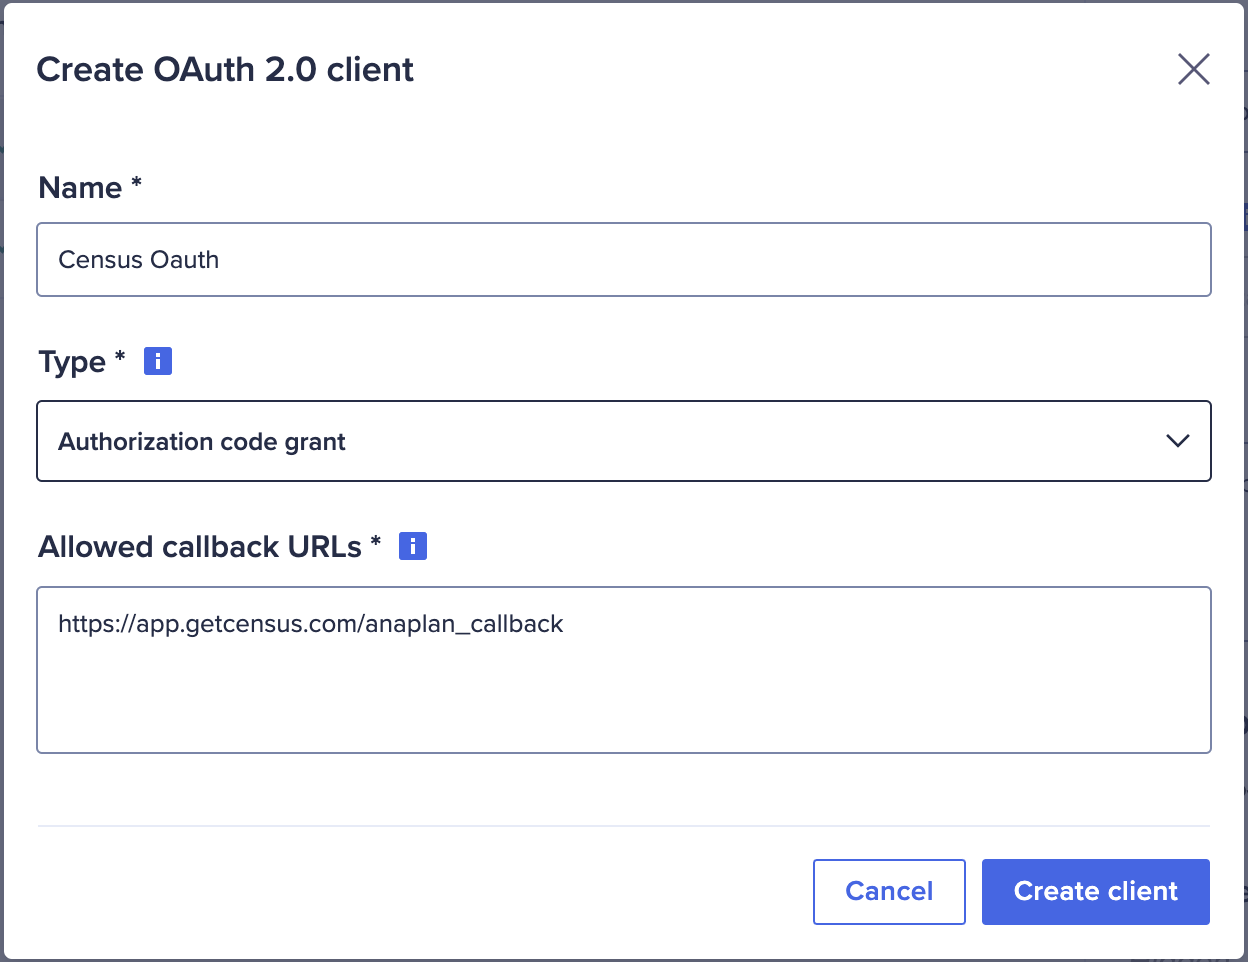 Create OAuth 2.0 client
Name *
Census Oauth
Type *
Authorization code grant
Allowed callback URLs *
https://app.getcensus.com/anaplan_callback
Cancel
Create client